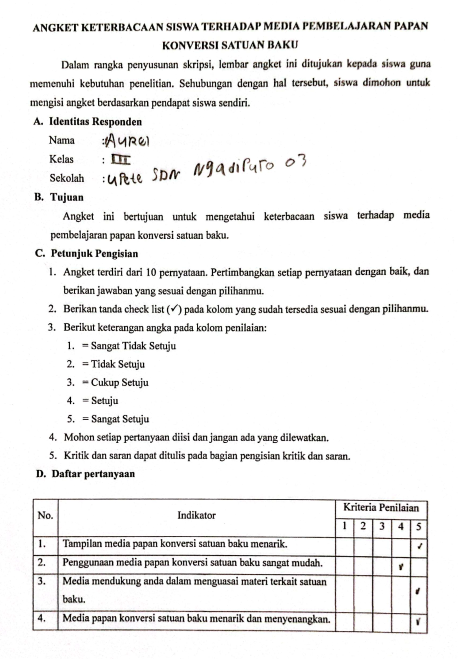 ANGKET KETERBACAAN SISWA TERHADAP MEDIA PEMBELAJARAN PAPAN
KONVERSI SATUAN BAKU
Dalam rangka penyusunan skripsi, lembar angket ini ditujukan kepada siswa guna
memenuhi kebutuhan penelitian. Sehubungan dengan hal tersebut, siswa dimohon untuk
mengisi angket berdasarkan pendapat siswa sendiri.
A. Identitas Responden
Nama : Aurel
Kelas : III
Sekolah : SDN Ngadipuro 03
B. Tujuan
Angket ini bertujuan untuk mengetahui keterbacaan siswa terhadap media
pembelajaran papan konversi satuan baku.
C. Petunjuk Pengisian
1. Angket terdiri dari 10 pernyataan. Pertimbangkan setiap pernyataan dengan baik, dan
berikan jawaban yang sesuai dengan pilihanmu.
2. Berikan tanda check list (✓) pada kolom yang sudah tersedia sesuai dengan pilihanmu.
3. Berikut keterangan angka pada kolom penilaian:
1. = Sangat Tidak Setuju
2. = Tidak Setuju
3. = Cukup Setuju
4. = Setuju
5. = Sangat Setuju
4. Mohon setiap pertanyaan diisi dan jangan ada yang dilewatkan.
5. Kritik dan saran dapat ditulis pada bagian pengisian kritik dan saran.
D. Daftar pertanyaan
No. Indikator Kriteria Penilaian
1 2 3 4 5
1. Tampilan media papan konversi satuan baku menarik. ✓
2. Penggunaan media papan konversi satuan baku sangat mudah. ✓
3. Media mendukung anda dalam menguasai materi terkait satuan
baku. ✓
4. Media papan konversi satuan baku menarik dan menyenangkan. ✓